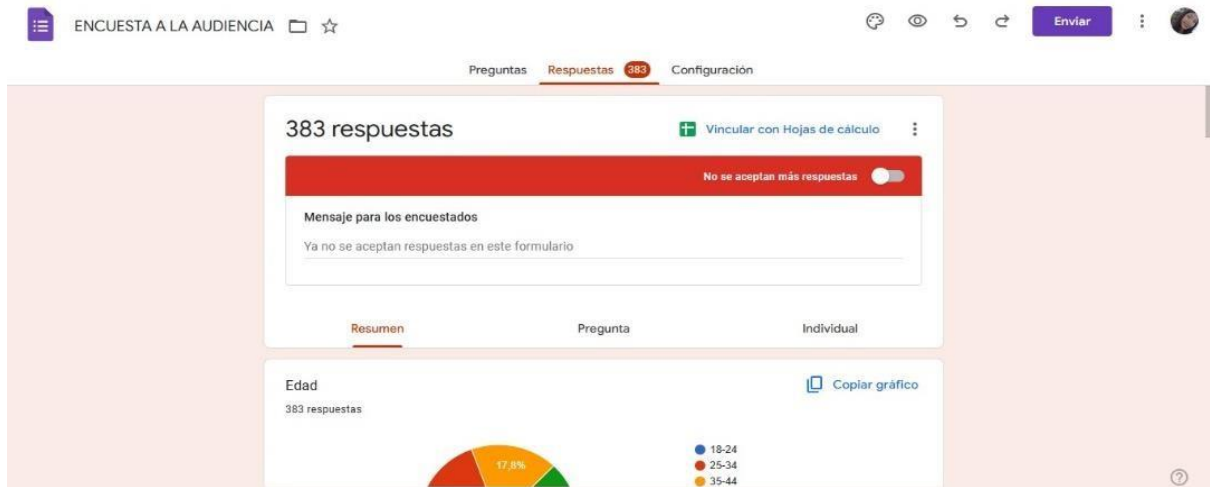 ENCUESTA A LA AUDIENCIA
Enviar
Preguntas Respuestas 383 Configuración
383 respuestas
Vincular con Hojas de cálculo
No se aceptan más respuestas
Mensaje para los encuestados
Ya no se aceptan respuestas en este formulario
Resumen Pregunta Individual
Edad
Copiar gráfico
383 respuestas
17,8%
18-24
25-34
35-44